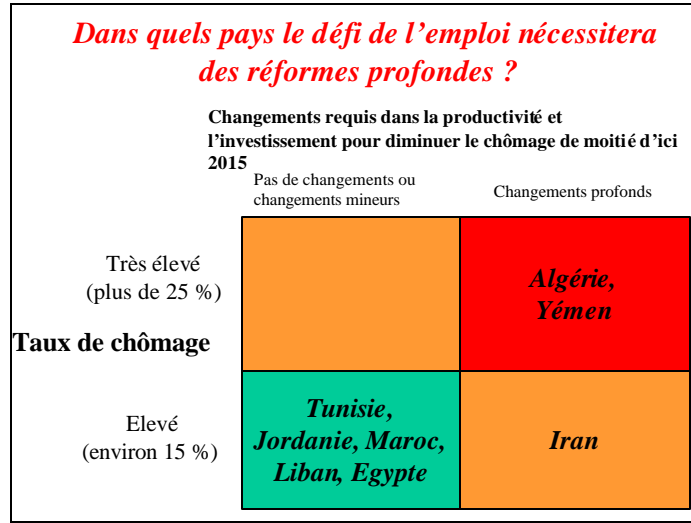 Dans quels pays le défi de l’emploi nécessitera
des réformes profondes ?
Changements requis dans la productivité et
l’investissement pour diminuer le chômage de moitié d’ici
2015
Pas de changements ou
changements mineurs
Changements profonds
Très élevé
(plus de 25 %)
Algérie,
Yémen
Taux de chômage
Elevé
(environ 15 %)
Tunisie,
Jordanie, Maroc,
Liban, Egypte
Iran